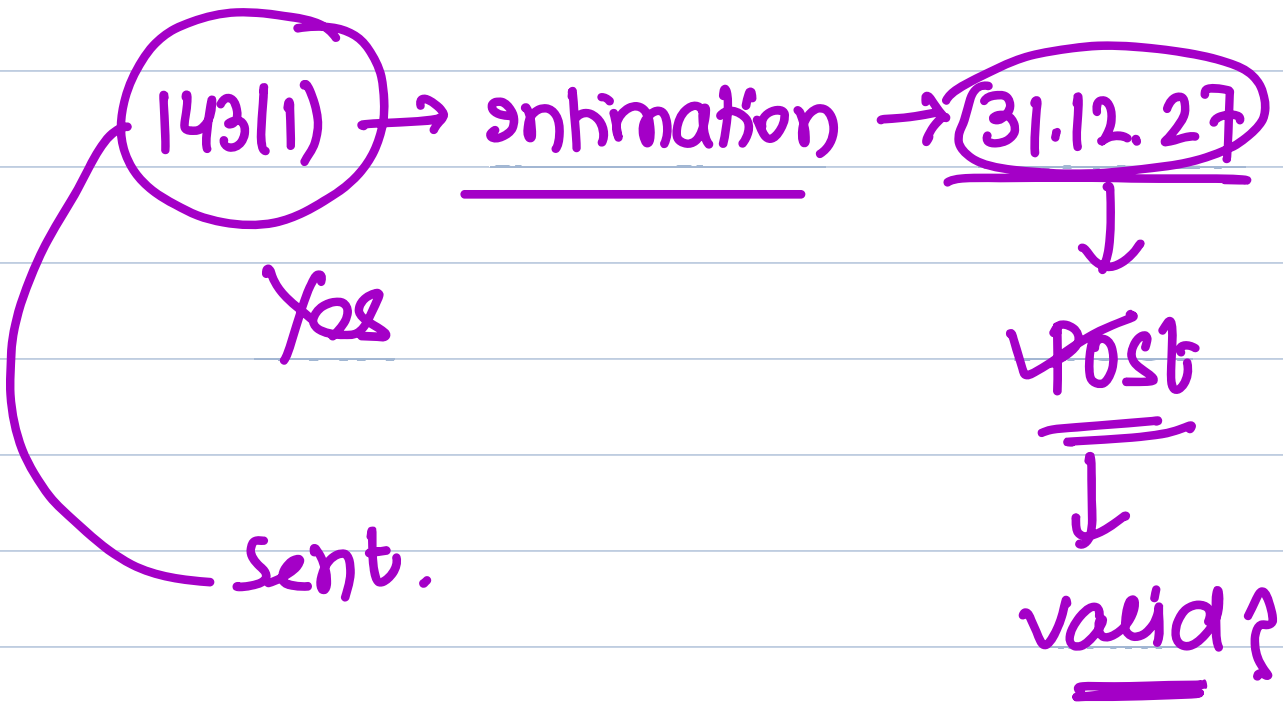 143(1) → Intimation → (31.12.27
Yes
Post
Sent.
valid?